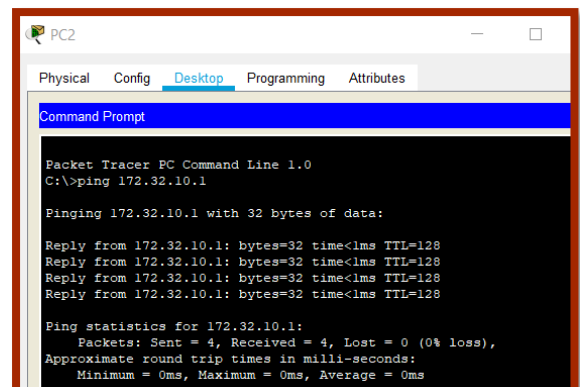 PC2
Physical Config Desktop Programming Attributes
Command Prompt
Packet Tracer PC Command Line 1.0
C:\>ping 172.32.10.1
Pinging 172.32.10.1 with 32 bytes of data:
Reply from 172.32.10.1: bytes=32 time<1ms TTL=128
Reply from 172.32.10.1: bytes=32 time<1ms TTL=128
Reply from 172.32.10.1: bytes=32 time<1ms TTL=128
Reply from 172.32.10.1: bytes=32 time<1ms TTL=128
Ping statistics for 172.32.10.1:
Packets: Sent = 4, Received = 4, Lost = 0 (0% loss),
Approximate round trip times in milli-seconds:
Minimum = 0ms, Maximum = 0ms, Average = 0ms